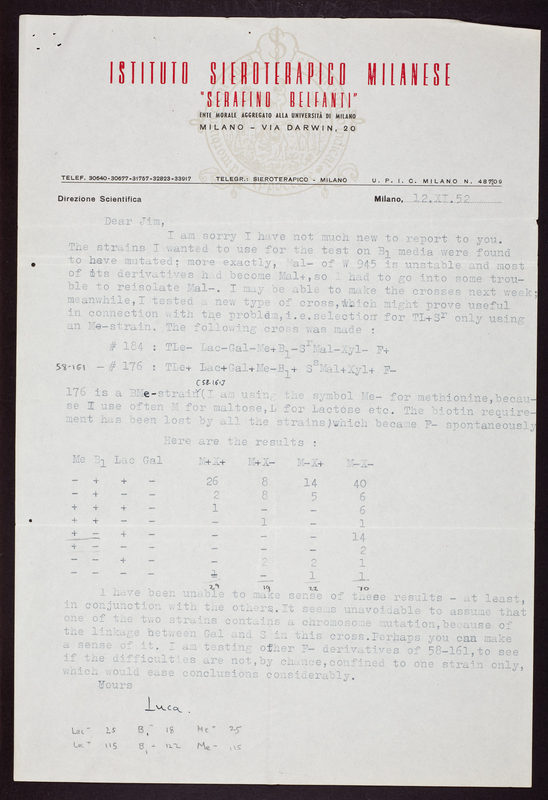 ISTITUTO SIEROTERAPICO MILANESE
"SERAFINO BELFANTI"
ENTE MORALE AGGREGATO ALLA UNIVERSITÀ DI MILANO
MILANO - VIA DARWIN, 20
TELEF. 30640-30677-31757-32823-33917 TELEGR.: SIEROTERAPICO - MILANO U. P. I. C. MILANO N. 48709
Direzione Scientifica Milano, 12.XI.52
Dear Jim,
I am sorry I have not much new to report to you.
The strains I wanted to use for the test on B1 media were found
to have mutated; more exactly, Mal- of W 945 is unstable and most
of its derivatives had become Mal+,so I had to go into some trou-
ble to reisolate Mal-. I may be able to make the crosses next week;
meanwhile,I tested a new type of cross,which might prove useful
in connection with the problem,i.e.selection for TL+Sr only using
an Me-strain. The following cross was made :
# 184 : TLe- Lac-Gal-Me+B1-SrMal-Xyl- F+
58-161 - # 176 : TLe+ Lac+Gal+Me-B1+ SsMal+Xyl+ F-
(58-161)
176 is a BMe-strain(I am using the symbol Me- for methionine,becau-
se I use often M for maltose,L for Lactose etc. The biotin require-
ment has been lost by all the strains)which became F- spontaneously
Here are the results :
Me B1 Lac Gal M+X+ M+X- M-X+ M-X-
- + + - 26 8 14 40
- + - - 2 8 5 6
+ + + - 1 - - 6
+ + - - - 1 - 1
+ - + - - - - 14
+ - - - - - - 2
- - + - - 2 2 1
- - - - - 1 1
29 19 22 70
I have been unable to make sense of these results - at least,
in conjunction with the others.It seems unavoidable to assume that
one of the two strains contains a chromosome mutation,because of
the linkage between Gal and S in this cross.Perhaps you can make
a sense of it. I am testing other F- derivatives of 58-161,to see
if the difficulties are not,by chance,confined to one strain only,
which would ease conclusions considerably.
Yours
Luca.
Lac- 25 B1- 18 Me- 25
Lac- 115 B1- 122 Me- 115